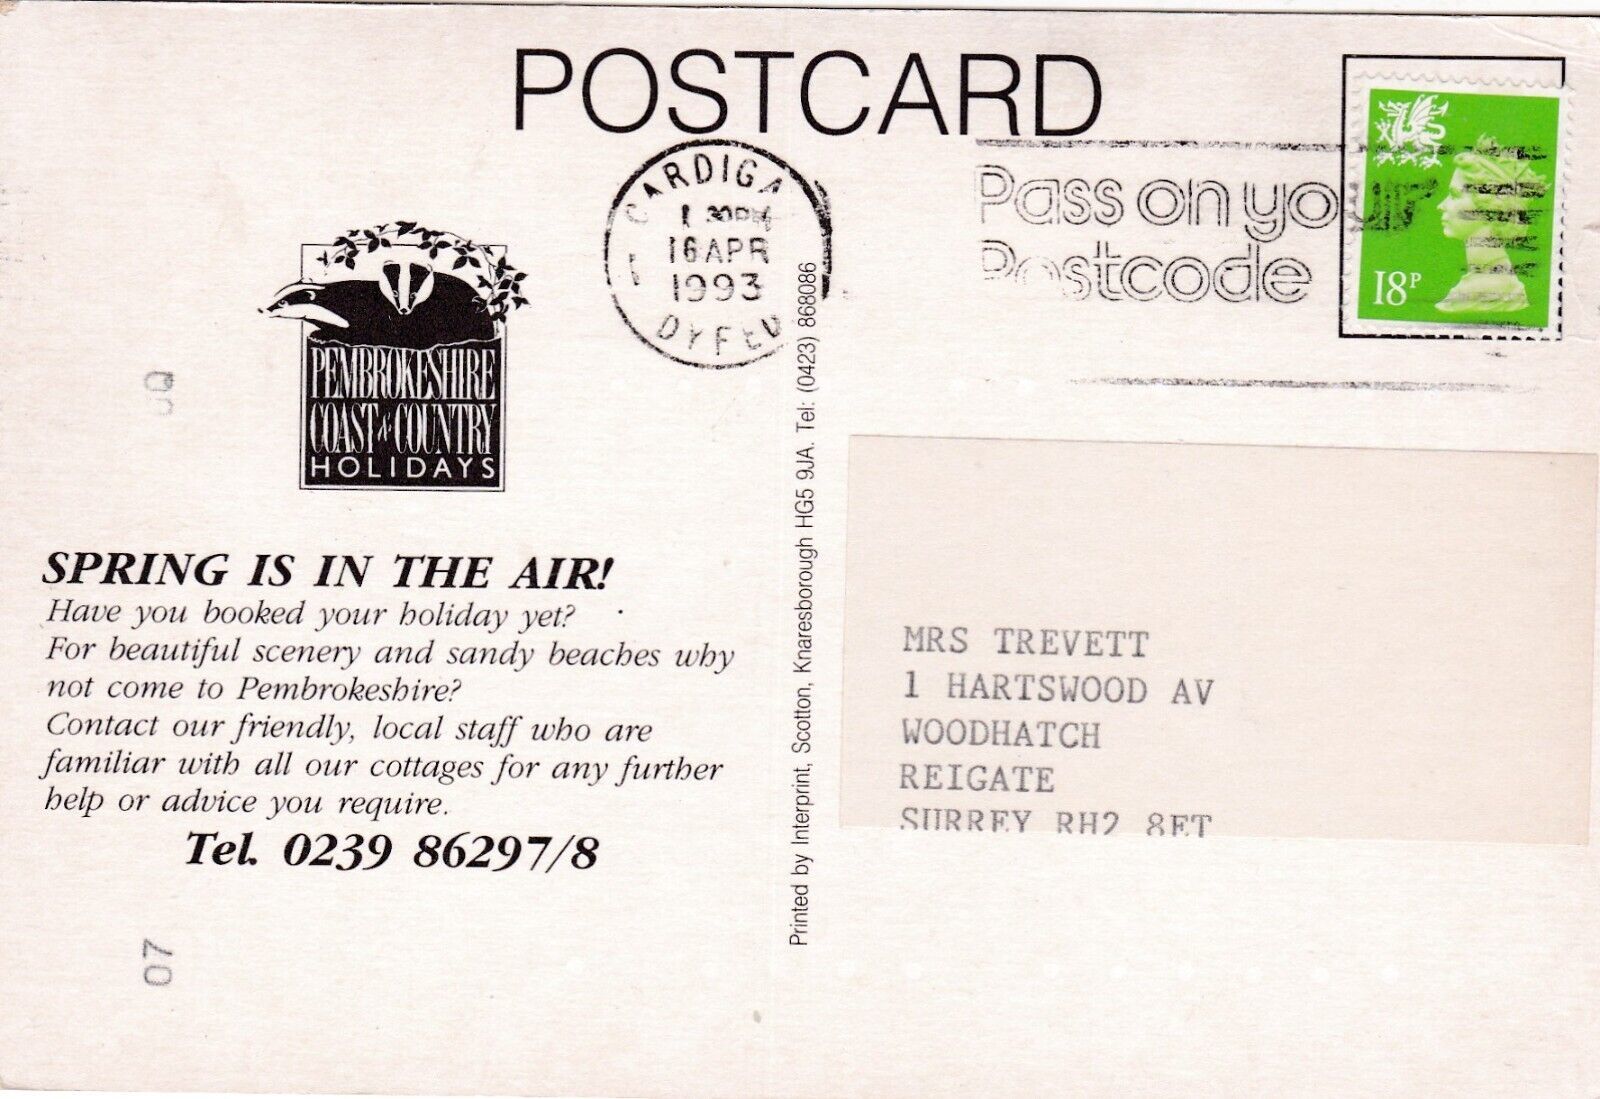 POSTCARD
CARDIGA
1 30PM
16 APR
1993
DYFED
Pass on your
Postcode
18P
PEMBROKESHIRE
COAST & COUNTRY
HOLIDAYS
SPRING IS IN THE AIR!
Have you booked your holiday yet?
For beautiful scenery and sandy beaches why
not come to Pembrokeshire?
Contact our friendly, local staff who are
familiar with all our cottages for any further
help or advice you require.
Tel. 0239 86297/8
07
Printed by Interprint, Scotton, Knaresborough HG5 9JA. Tel: (0423) 868086
MRS TREVETT
1 HARTSWOOD AV
WOODHATCH
REIGATE
SURREY RH2 8ET